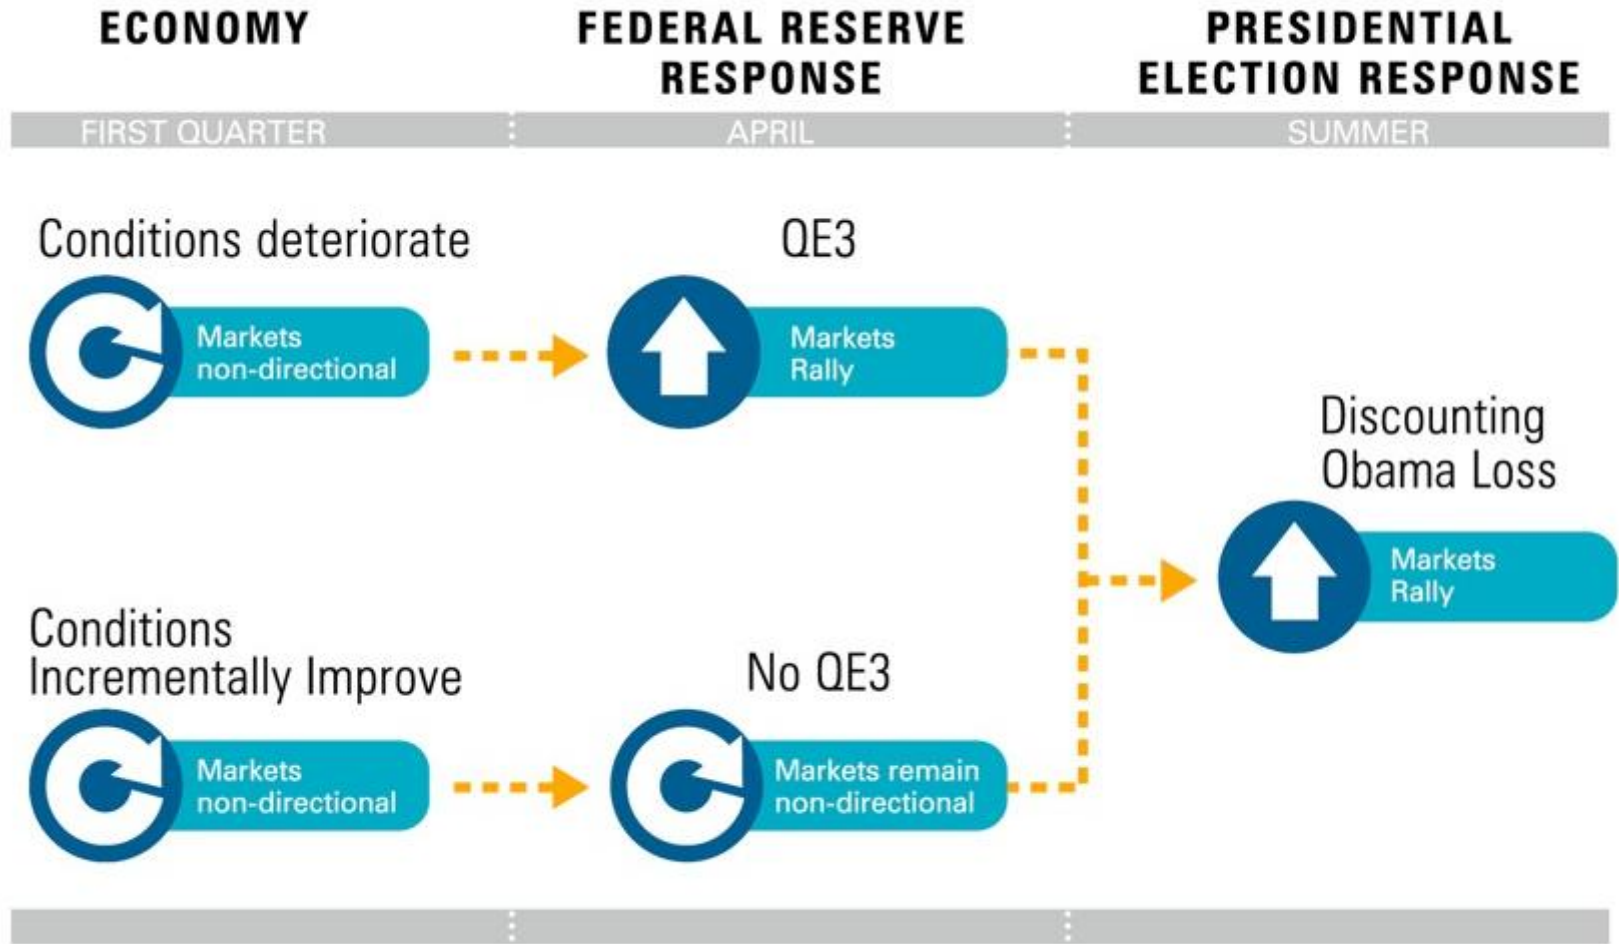 ECONOMY
FEDERAL RESERVE
RESPONSE
PRESIDENTIAL
ELECTION RESPONSE
FIRST QUARTER
APRIL
SUMMER
Conditions deteriorate
Markets
non-directional
QE3
Markets
Rally
Discounting
Obama Loss
Markets
Rally
Conditions
Incrementally Improve
Markets
non-directional
No QE3
Markets remain
non-directional